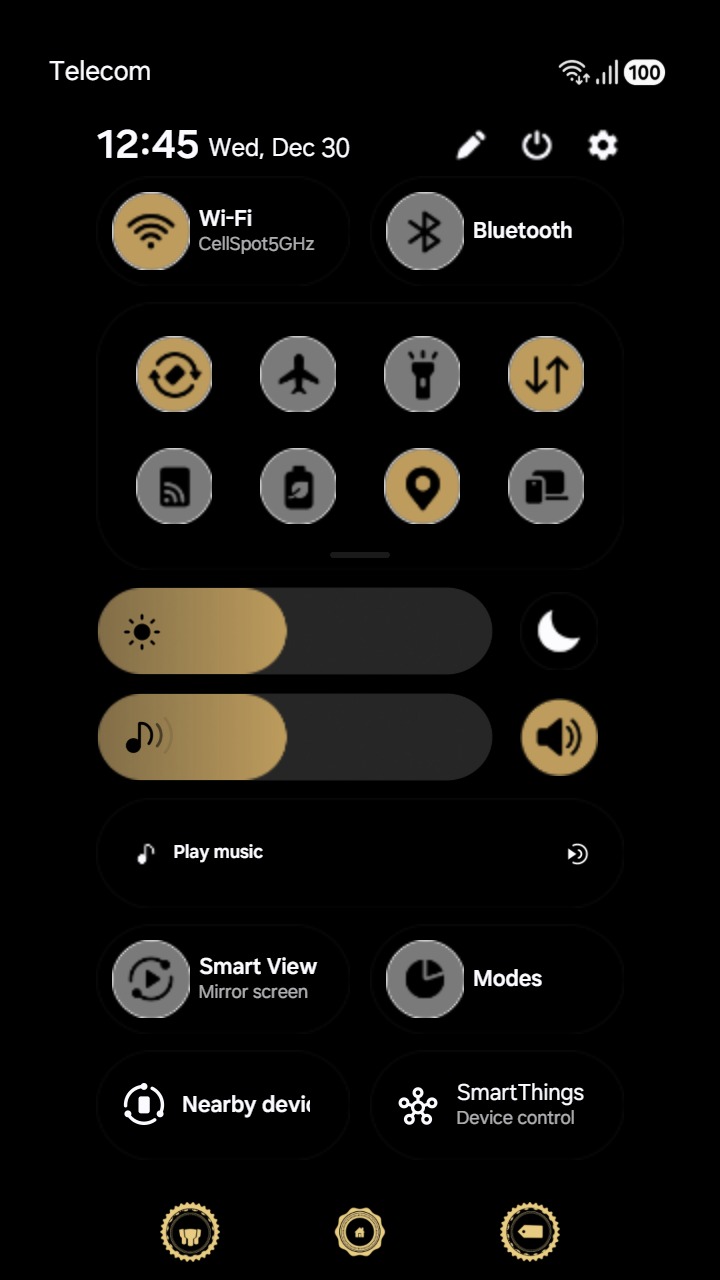 Telecom
100
12:45 Wed, Dec 30
Wi-Fi
CellSpot5GHz
Bluetooth
Play music
Smart View
Mirror screen
Modes
Nearby devi
SmartThings
Device control